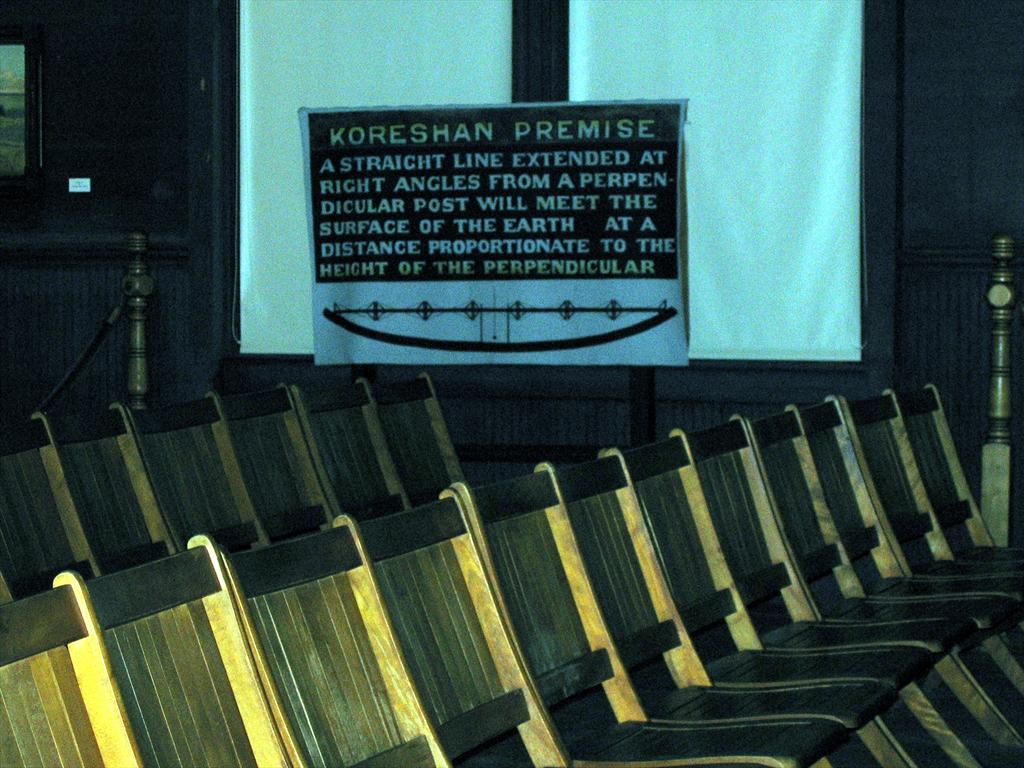 KORESHAN PREMISE
A STRAIGHT LINE EXTENDED AT
RIGHT ANGLES FROM A PERPEN-
DICULAR POST WILL MEET THE
SURFACE OF THE EARTH AT A
DISTANCE PROPORTIONATE TO THE
HEIGHT OF THE PERPENDICULAR